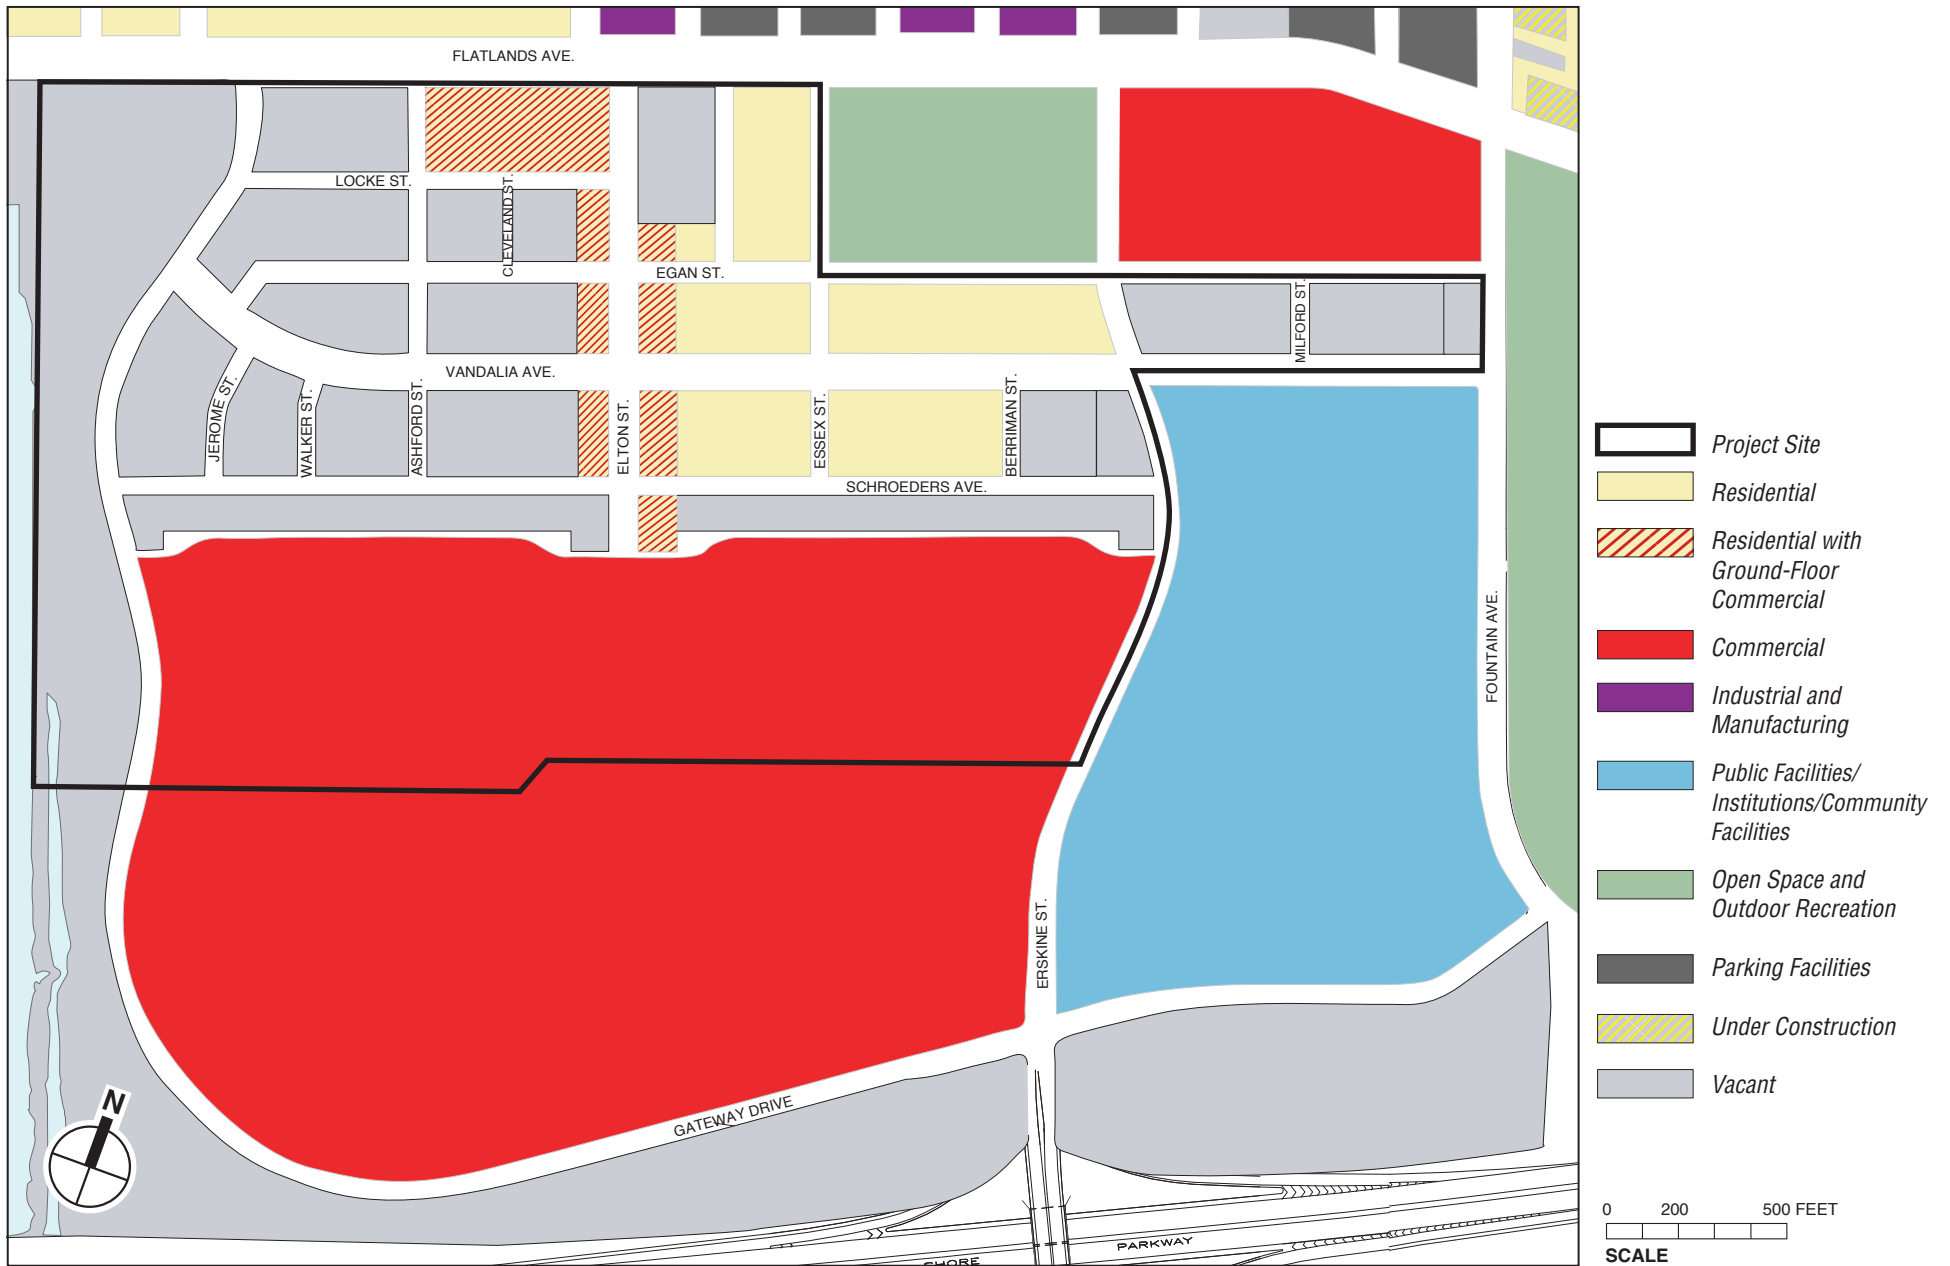 FLATLANDS AVE.
LOCKE ST.
CLEVELAND ST.
EGAN ST.
MILFORD ST.
VANDALIA AVE.
JEROME ST.
WALKER ST.
ASHFORD ST.
ELTON ST.
ESSEX ST.
BERRIMAN ST.
SCHROEDERS AVE.
FOUNTAIN AVE.
ERSKINE ST.
GATEWAY DRIVE
SHORE
PARKWAY
N
Project Site
Residential
Residential with
Ground-Floor
Commercial
Commercial
Industrial and
Manufacturing
Public Facilities/
Institutions/Community
Facilities
Open Space and
Outdoor Recreation
Parking Facilities
Under Construction
Vacant
0 200 500 FEET
SCALE